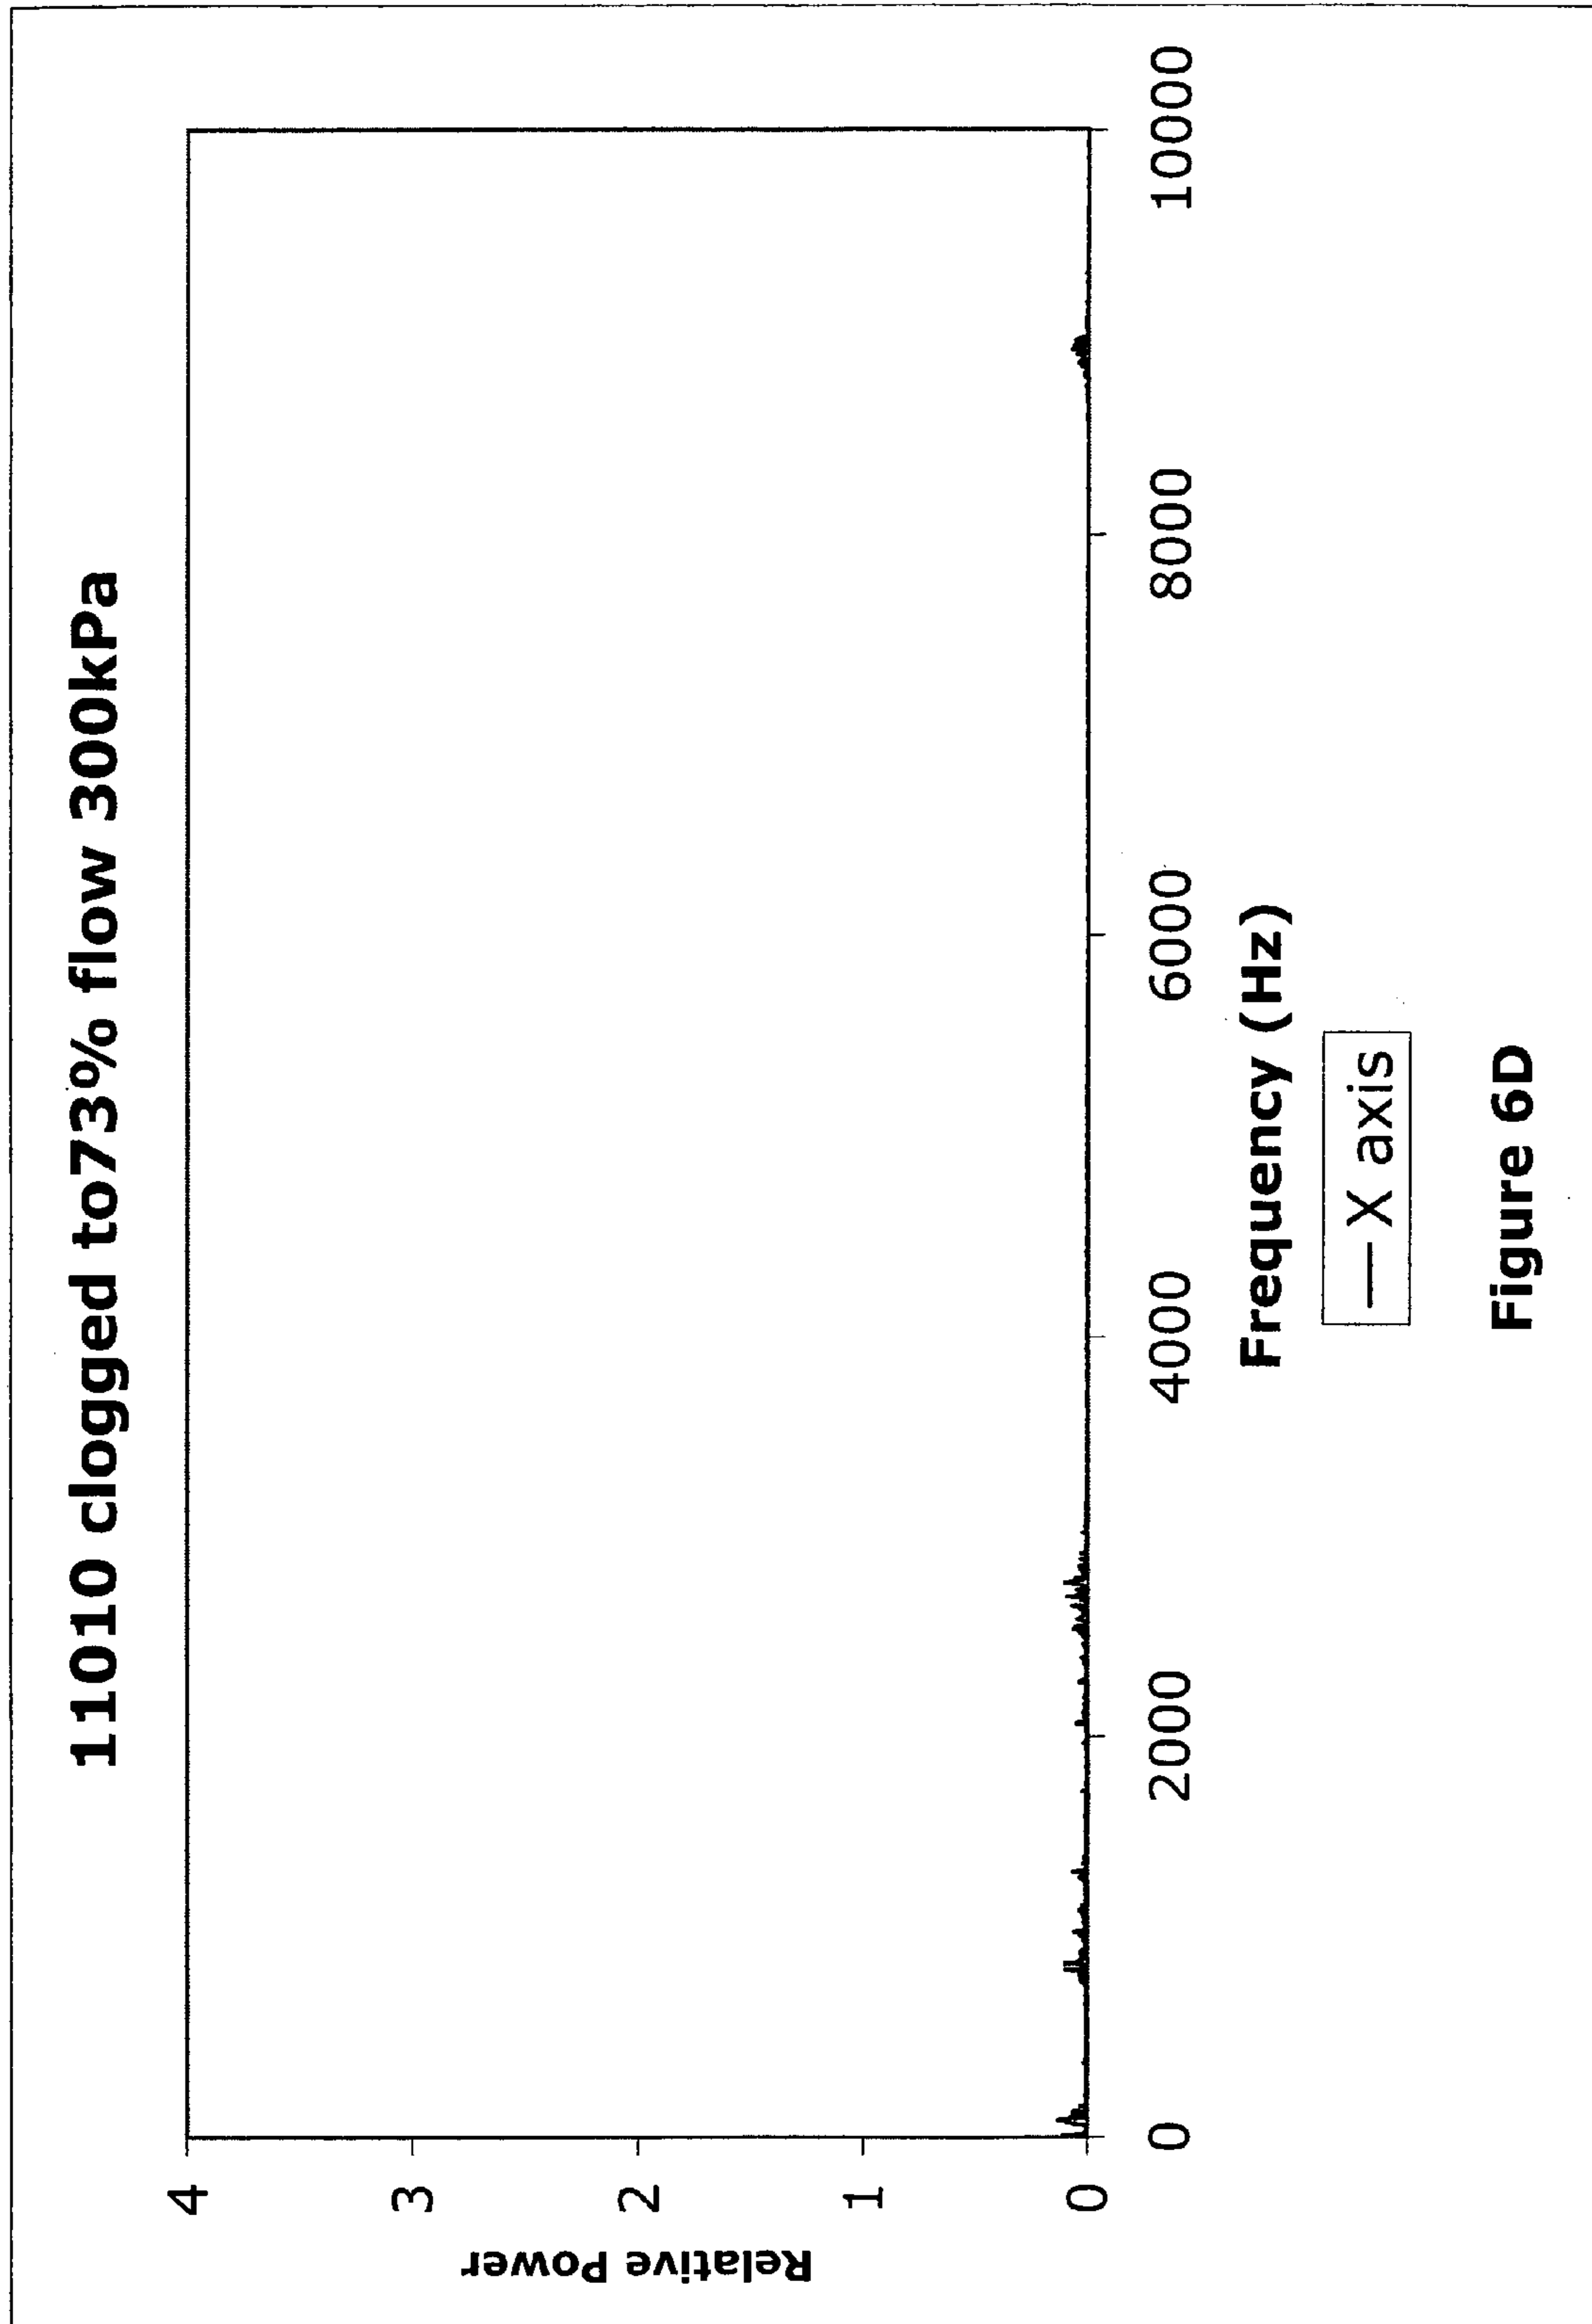 11010 clogged to73% flow 300kPa
Relative Power
4
3
2
1
0
0
2000
4000
6000
8000
10000
Frequency (Hz)
X axis
Figure 6D